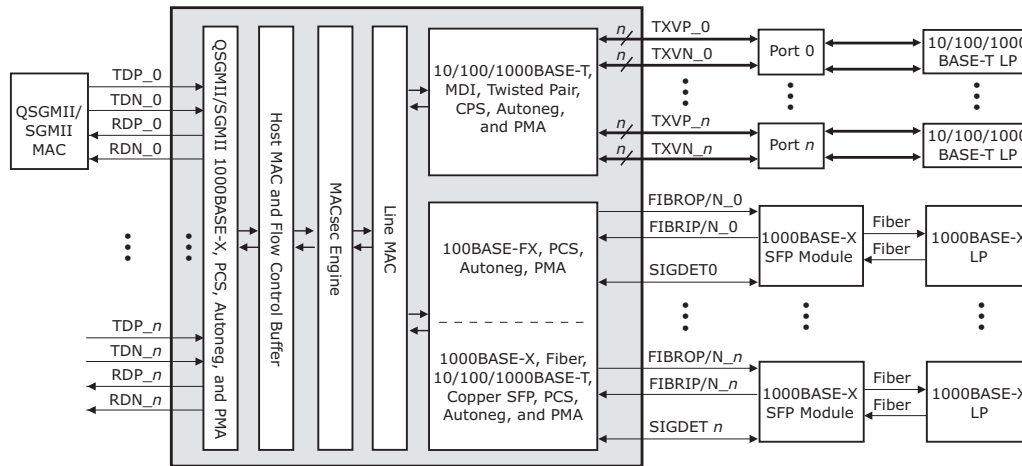 QSGMII/
SGMII
MAC
TDP_0
TDN_0
RDP_0
RDN_0
TDP_n
TDN_n
RDP_n
RDN_n
QSGMII/SGMII 1000BASE-X, PCS, Autoneg, and PMA
Host MAC and Flow Control Buffer
MACsec Engine
Line MAC
10/100/1000BASE-T,
MDI, Twisted Pair,
CPS, Autoneg,
and PMA
100BASE-FX, PCS,
Autoneg, PMA
1000BASE-X, Fiber,
10/100/1000BASE-T,
Copper SFP, PCS,
Autoneg, and PMA
n
TXVP_0
n
TXVN_0
n
TXVP_n
n
TXVN_n
Port 0
Port n
10/100/1000
BASE-T LP
10/100/1000
BASE-T LP
FIBROP/N_0
FIBRIP/N_0
SIGDET0
1000BASE-X
SFP Module
Fiber
Fiber
1000BASE-X
LP
FIBROP/N_n
FIBRIP/N_n
SIGDET n
1000BASE-X
SFP Module
Fiber
Fiber
1000BASE-X
LP